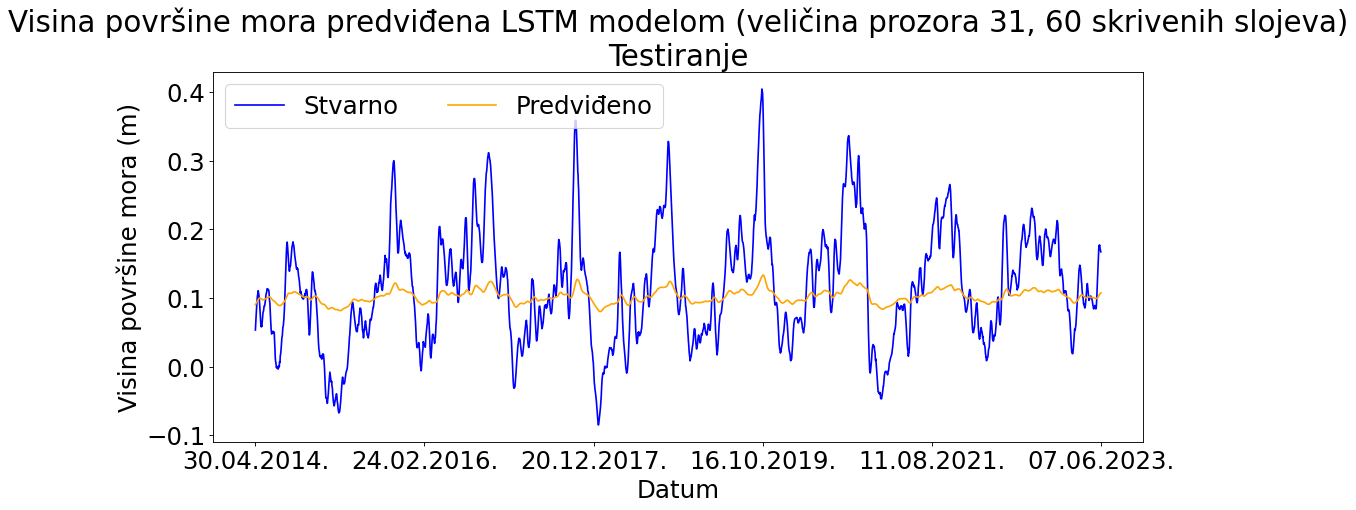 Visina površine mora predviđena LSTM modelom (veličina prozora 31, 60 skrivenih slojeva)
Testiranje
Stvarno Predviđeno
Visina površine mora (m)
0.4
0.3
0.2
0.1
0.0
−0.1
30.04.2014. 24.02.2016. 20.12.2017. 16.10.2019. 11.08.2021. 07.06.2023.
Datum